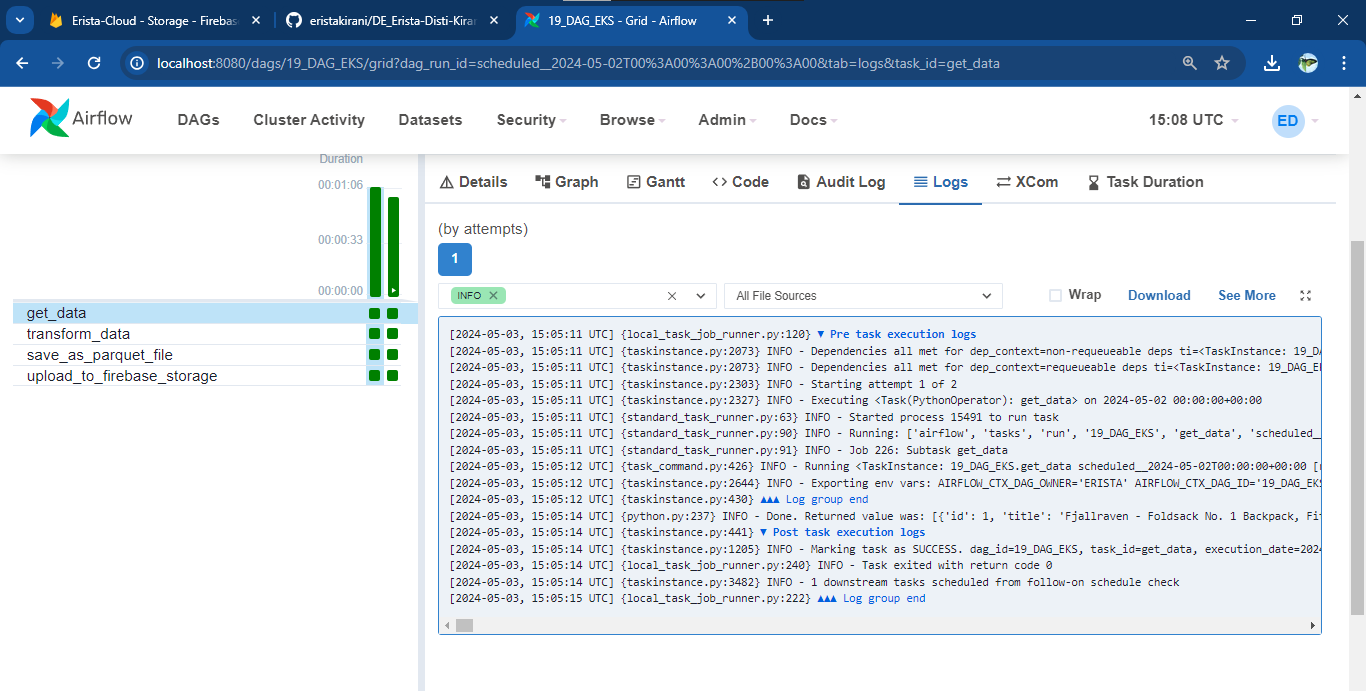 Erista-Cloud - Storage - Firebase
eristakirani/DE_Erista-Disti-Kiran
19_DAG_EKS - Grid - Airflow
localhost:8080/dags/19_DAG_EKS/grid?dag_run_id=scheduled__2024-05-02T00%3A00%3A00%2B00%3A00&tab=logs&task_id=get_data
Airflow
DAGs
Cluster Activity
Datasets
Security
Browse
Admin
Docs
15:08 UTC
ED
Duration
00:01:06
00:00:33
00:00:00
get_data
transform_data
save_as_parquet_file
upload_to_firebase_storage
Details
Graph
Gantt
Code
Audit Log
Logs
XCom
Task Duration
(by attempts)
1
INFO
All File Sources
Wrap
Download
See More
[2024-05-03, 15:05:11 UTC] {local_task_job_runner.py:120} ▼ Pre task execution logs
[2024-05-03, 15:05:11 UTC] {taskinstance.py:2073} INFO - Dependencies all met for dep_context=non-requeueable deps ti=<TaskInstance: 19_DA
[2024-05-03, 15:05:11 UTC] {taskinstance.py:2073} INFO - Dependencies all met for dep_context=requeueable deps ti=<TaskInstance: 19_DAG_E
[2024-05-03, 15:05:11 UTC] {taskinstance.py:2303} INFO - Starting attempt 1 of 2
[2024-05-03, 15:05:11 UTC] {taskinstance.py:2327} INFO - Executing <Task(PythonOperator): get_data> on 2024-05-02 00:00:00+00:00
[2024-05-03, 15:05:11 UTC] {standard_task_runner.py:63} INFO - Started process 15491 to run task
[2024-05-03, 15:05:11 UTC] {standard_task_runner.py:90} INFO - Running: ['airflow', 'tasks', 'run', '19_DAG_EKS', 'get_data', 'scheduled_
[2024-05-03, 15:05:11 UTC] {standard_task_runner.py:91} INFO - Job 226: Subtask get_data
[2024-05-03, 15:05:12 UTC] {task_command.py:426} INFO - Running <TaskInstance: 19_DAG_EKS.get_data scheduled__2024-05-02T00:00:00+00:00 [r
[2024-05-03, 15:05:12 UTC] {taskinstance.py:2644} INFO - Exporting env vars: AIRFLOW_CTX_DAG_OWNER='ERISTA' AIRFLOW_CTX_DAG_ID='19_DAG_EKS
[2024-05-03, 15:05:12 UTC] {taskinstance.py:430} ▲▲▲ Log group end
[2024-05-03, 15:05:14 UTC] {python.py:237} INFO - Done. Returned value was: [{'id': 1, 'title': 'Fjallraven - Foldsack No. 1 Backpack, Fit
[2024-05-03, 15:05:14 UTC] {taskinstance.py:441} ▼ Post task execution logs
[2024-05-03, 15:05:14 UTC] {taskinstance.py:1205} INFO - Marking task as SUCCESS. dag_id=19_DAG_EKS, task_id=get_data, execution_date=2024
[2024-05-03, 15:05:14 UTC] {local_task_job_runner.py:240} INFO - Task exited with return code 0
[2024-05-03, 15:05:14 UTC] {taskinstance.py:3482} INFO - 1 downstream tasks scheduled from follow-on schedule check
[2024-05-03, 15:05:15 UTC] {local_task_job_runner.py:222} ▲▲▲ Log group end